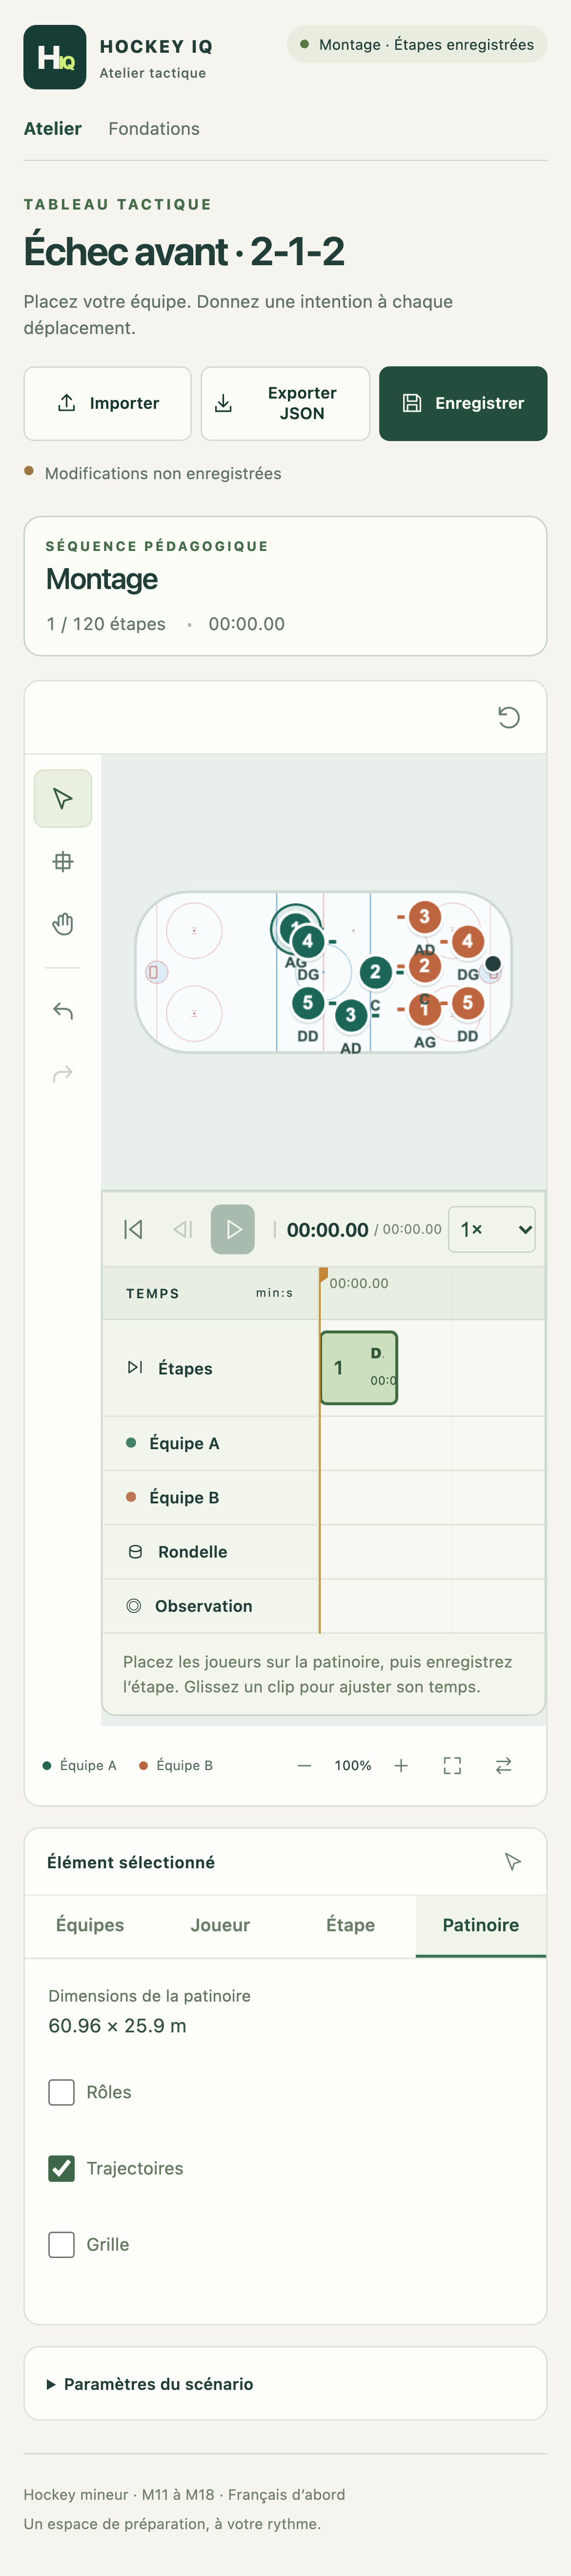 HIQ
HOCKEY IQ
Atelier tactique
Montage · Étapes enregistrées
Atelier
Fondations
TABLEAU TACTIQUE
Échec avant · 2-1-2
Placez votre équipe. Donnez une intention à chaque
déplacement.
Importer
Exporter
JSON
Enregistrer
Modifications non enregistrées
SÉQUENCE PÉDAGOGIQUE
Montage
1 / 120 étapes · 00:00.00
1
AG
4
DG
5
DD
3
AD
2
C
3
AD
4
DG
2
C
1
AG
5
DD
00:00.00 / 00:00.00
1×
TEMPS
min:s
00:00.00
Étapes
1
D
00:0
Équipe A
Équipe B
Rondelle
Observation
Placez les joueurs sur la patinoire, puis enregistrez
l’étape. Glissez un clip pour ajuster son temps.
Équipe A
Équipe B
100%
Élément sélectionné
Équipes
Joueur
Étape
Patinoire
Dimensions de la patinoire
60.96 × 25.9 m
Rôles
Trajectoires
Grille
Paramètres du scénario
Hockey mineur · M11 à M18 · Français d’abord
Un espace de préparation, à votre rythme.